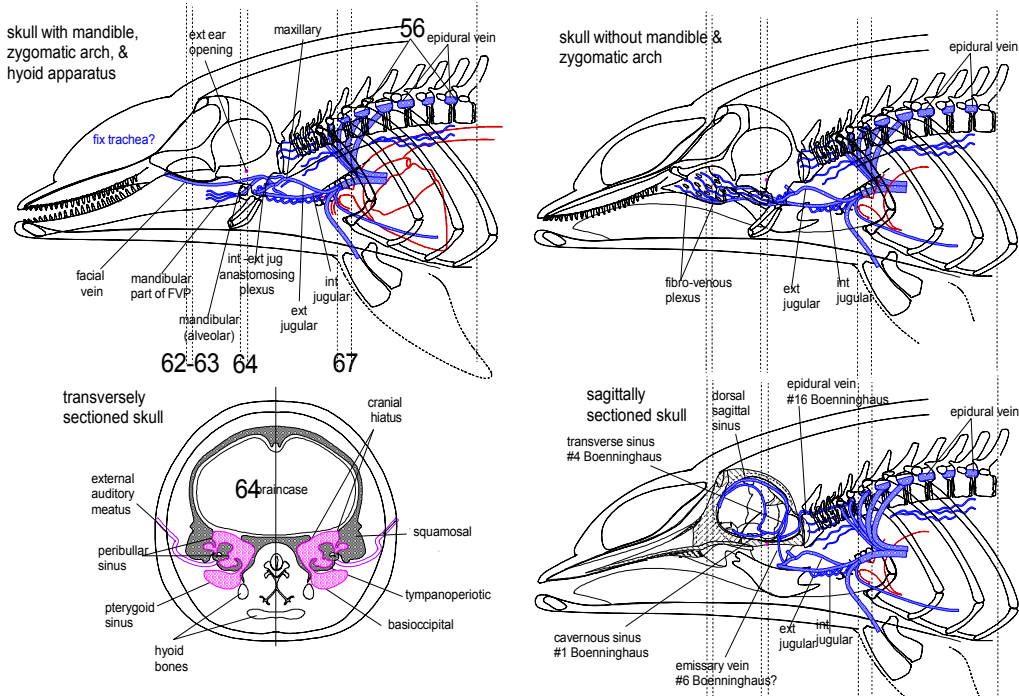 skull with mandible,
zygomatic arch, &
hyoid apparatus
ext ear
opening
maxillary
56
epidural vein
fix trachea?
facial
vein
mandibular
part of FVP
mandibular
(alveolar)
int -ext jug
anastomosing
plexus
ext
jugular
int
jugular
62-63
64
67
skull without mandible &
zygomatic arch
epidural vein
fibro-venous
plexus
ext
jugular
int
jugular
transversely
sectioned skull
cranial
hiatus
64
braincase
external
auditory
meatus
peribullar
sinus
pterygoid
sinus
hyoid
bones
squamosal
tympanoperiotic
basioccipital
sagittally
sectioned skull
dorsal
sagittal
sinus
epidural vein
#16 Boenninghaus
epidural vein
transverse sinus
#4 Boenninghaus
cavernous sinus
#1 Boenninghaus
emissary vein
#6 Boenninghaus?
ext
jugular
int
jugular